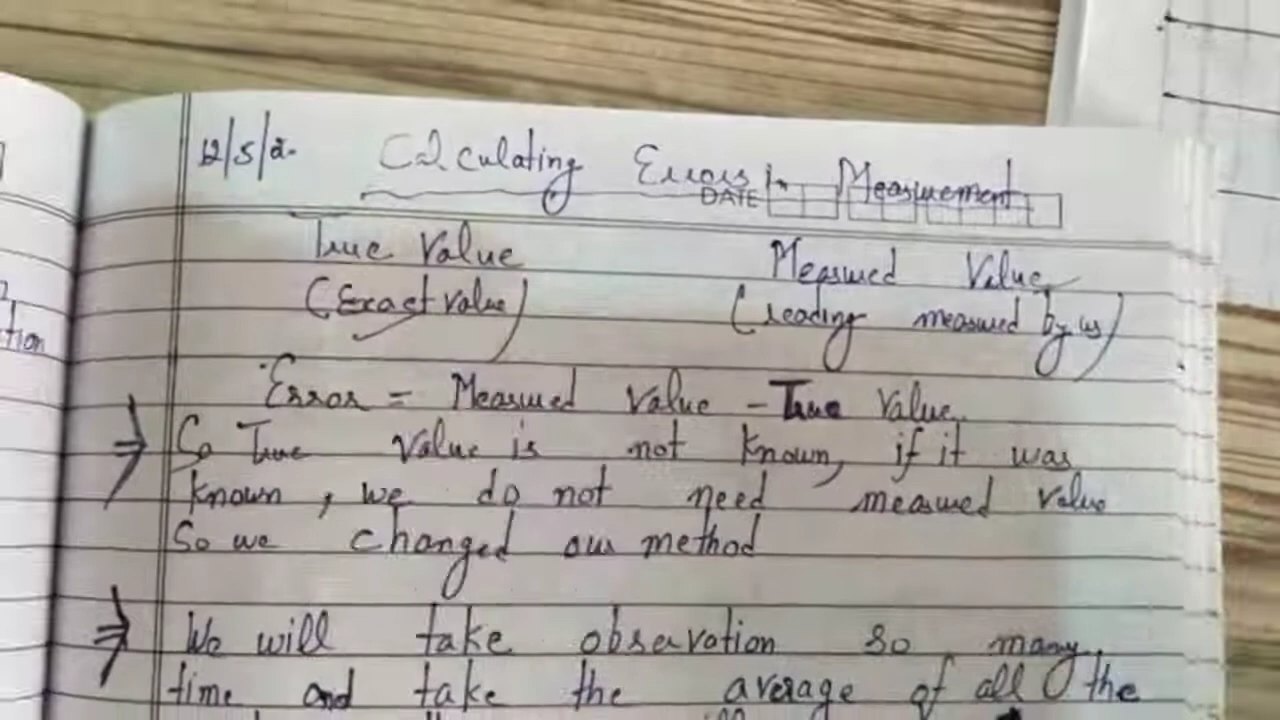 12/5/2-
Calculating Errors In Measurement
DATE
True Value
Measured Value
(Exact value)
(reading measured by us)
Error = Measured Value - True Value.
⇒ So True Value is not known, if it was
known, we do not need measured value
So we changed our method
⇒ We will take observation so many
time and take the average of all the
tion